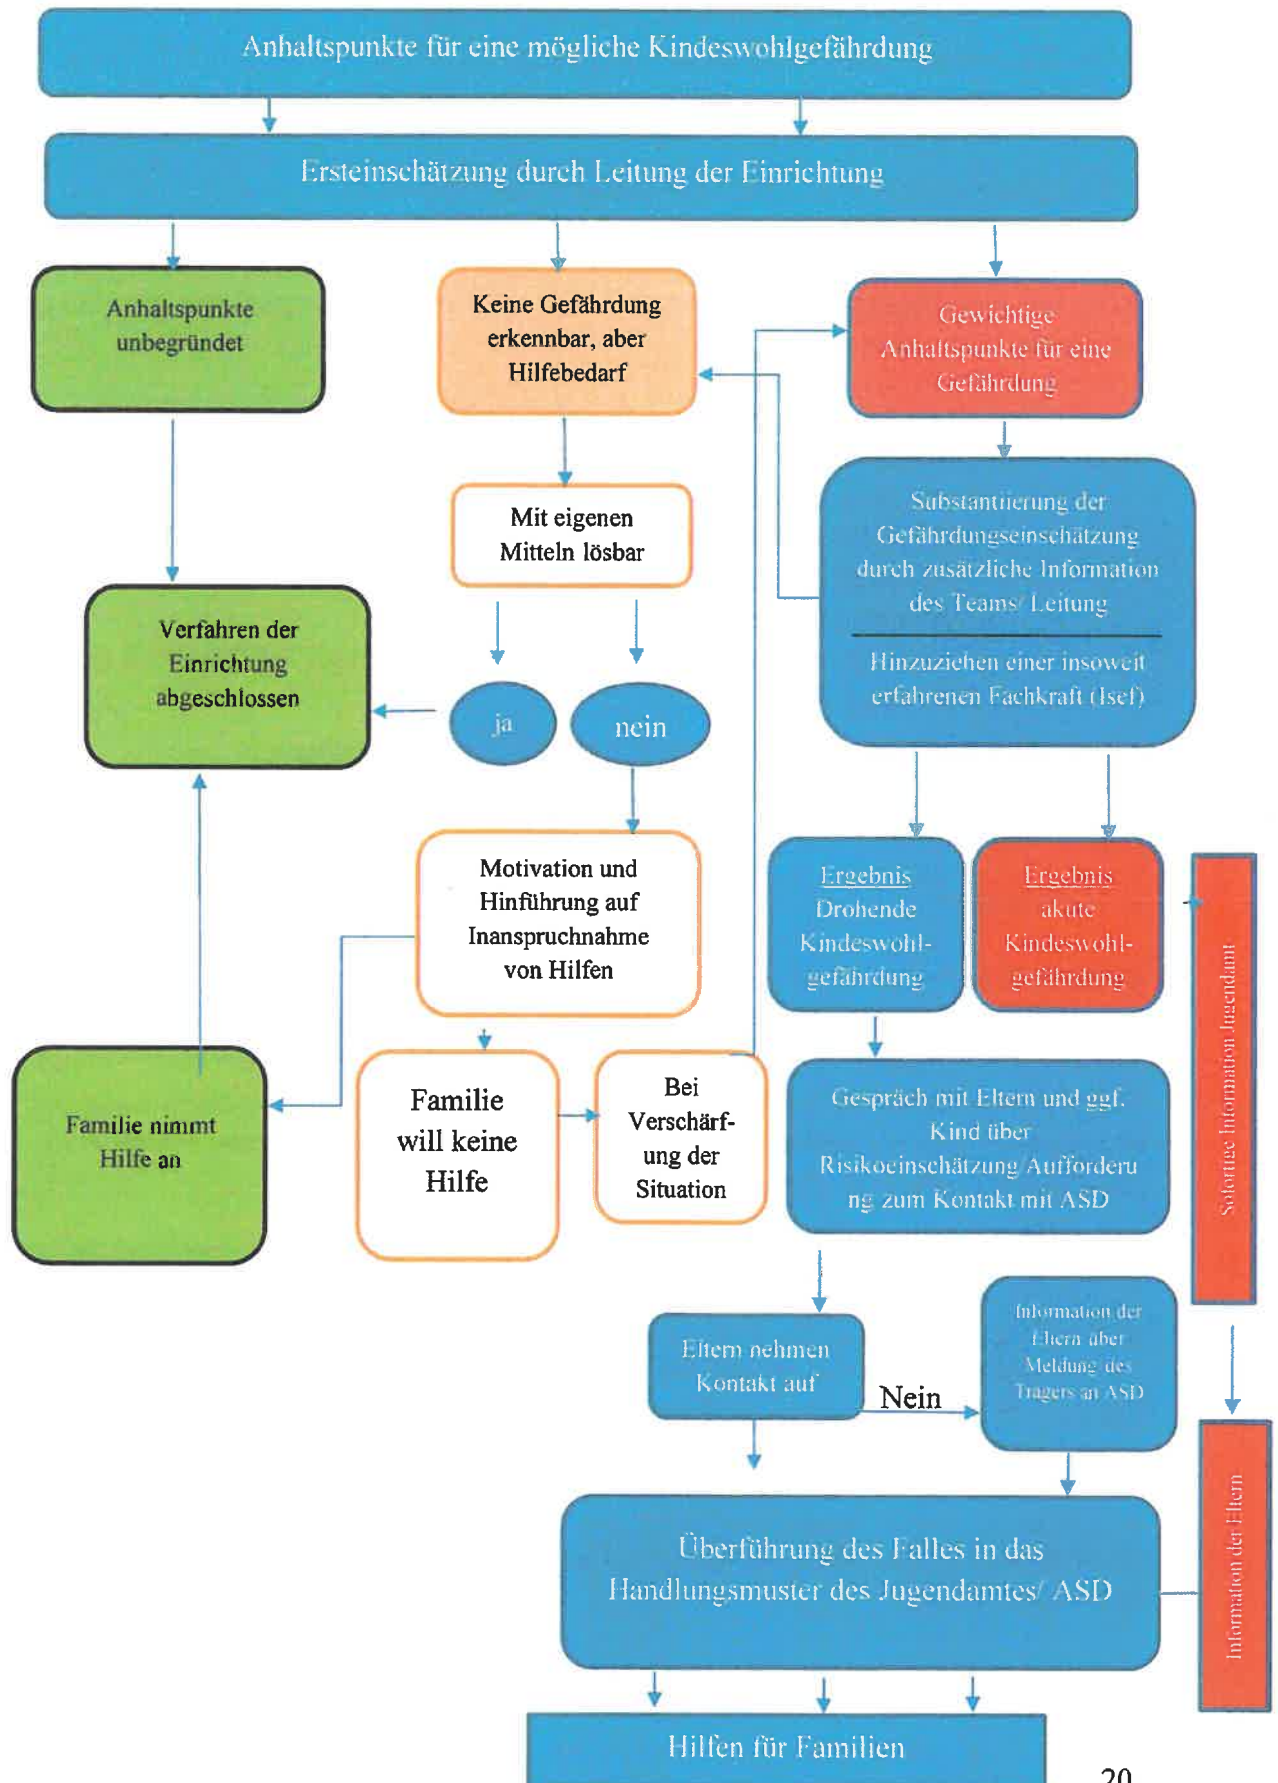 Anhaltspunkte für eine mögliche Kindeswohlgefährdung
Ersteinschätzung durch Leitung der Einrichtung
Anhaltspunkte
unbegründet
Keine Gefährdung
erkennbar, aber
Hilfebedarf
Gewichtige
Anhaltspunkte für eine
Gefährdung
Mit eigenen
Mitteln lösbar
Substantiierung der
Gefährdungseinschätzung
durch zusätzliche Information
des Teams/ Leitung
Hinzuziehen einer insoweit
erfahrenen Fachkraft (Isef)
Verfahren der
Einrichtung
abgeschlossen
ja
nein
Motivation und
Hinführung auf
Inanspruchnahme
von Hilfen
Ergebnis
Drohende
Kindeswohl-
gefährdung
Ergebnis
akute
Kindeswohl-
gefährdung
Sofortige Information Jugendamt
Familie nimmt
Hilfe an
Familie
will keine
Hilfe
Bei
Verschärf-
ung der
Situation
Gespräch mit Eltern und ggf.
Kind über
Risikoeinschätzung/Aufforderu
ng zum Kontakt mit ASD
Eltern nehmen
Kontakt auf
Nein
Information der
Eltern über
Meldung des
Trägers an ASD
Information der Eltern
Überführung des Falles in das
Handlungsmuster des Jugendamtes/ ASD
Hilfen für Familien
20